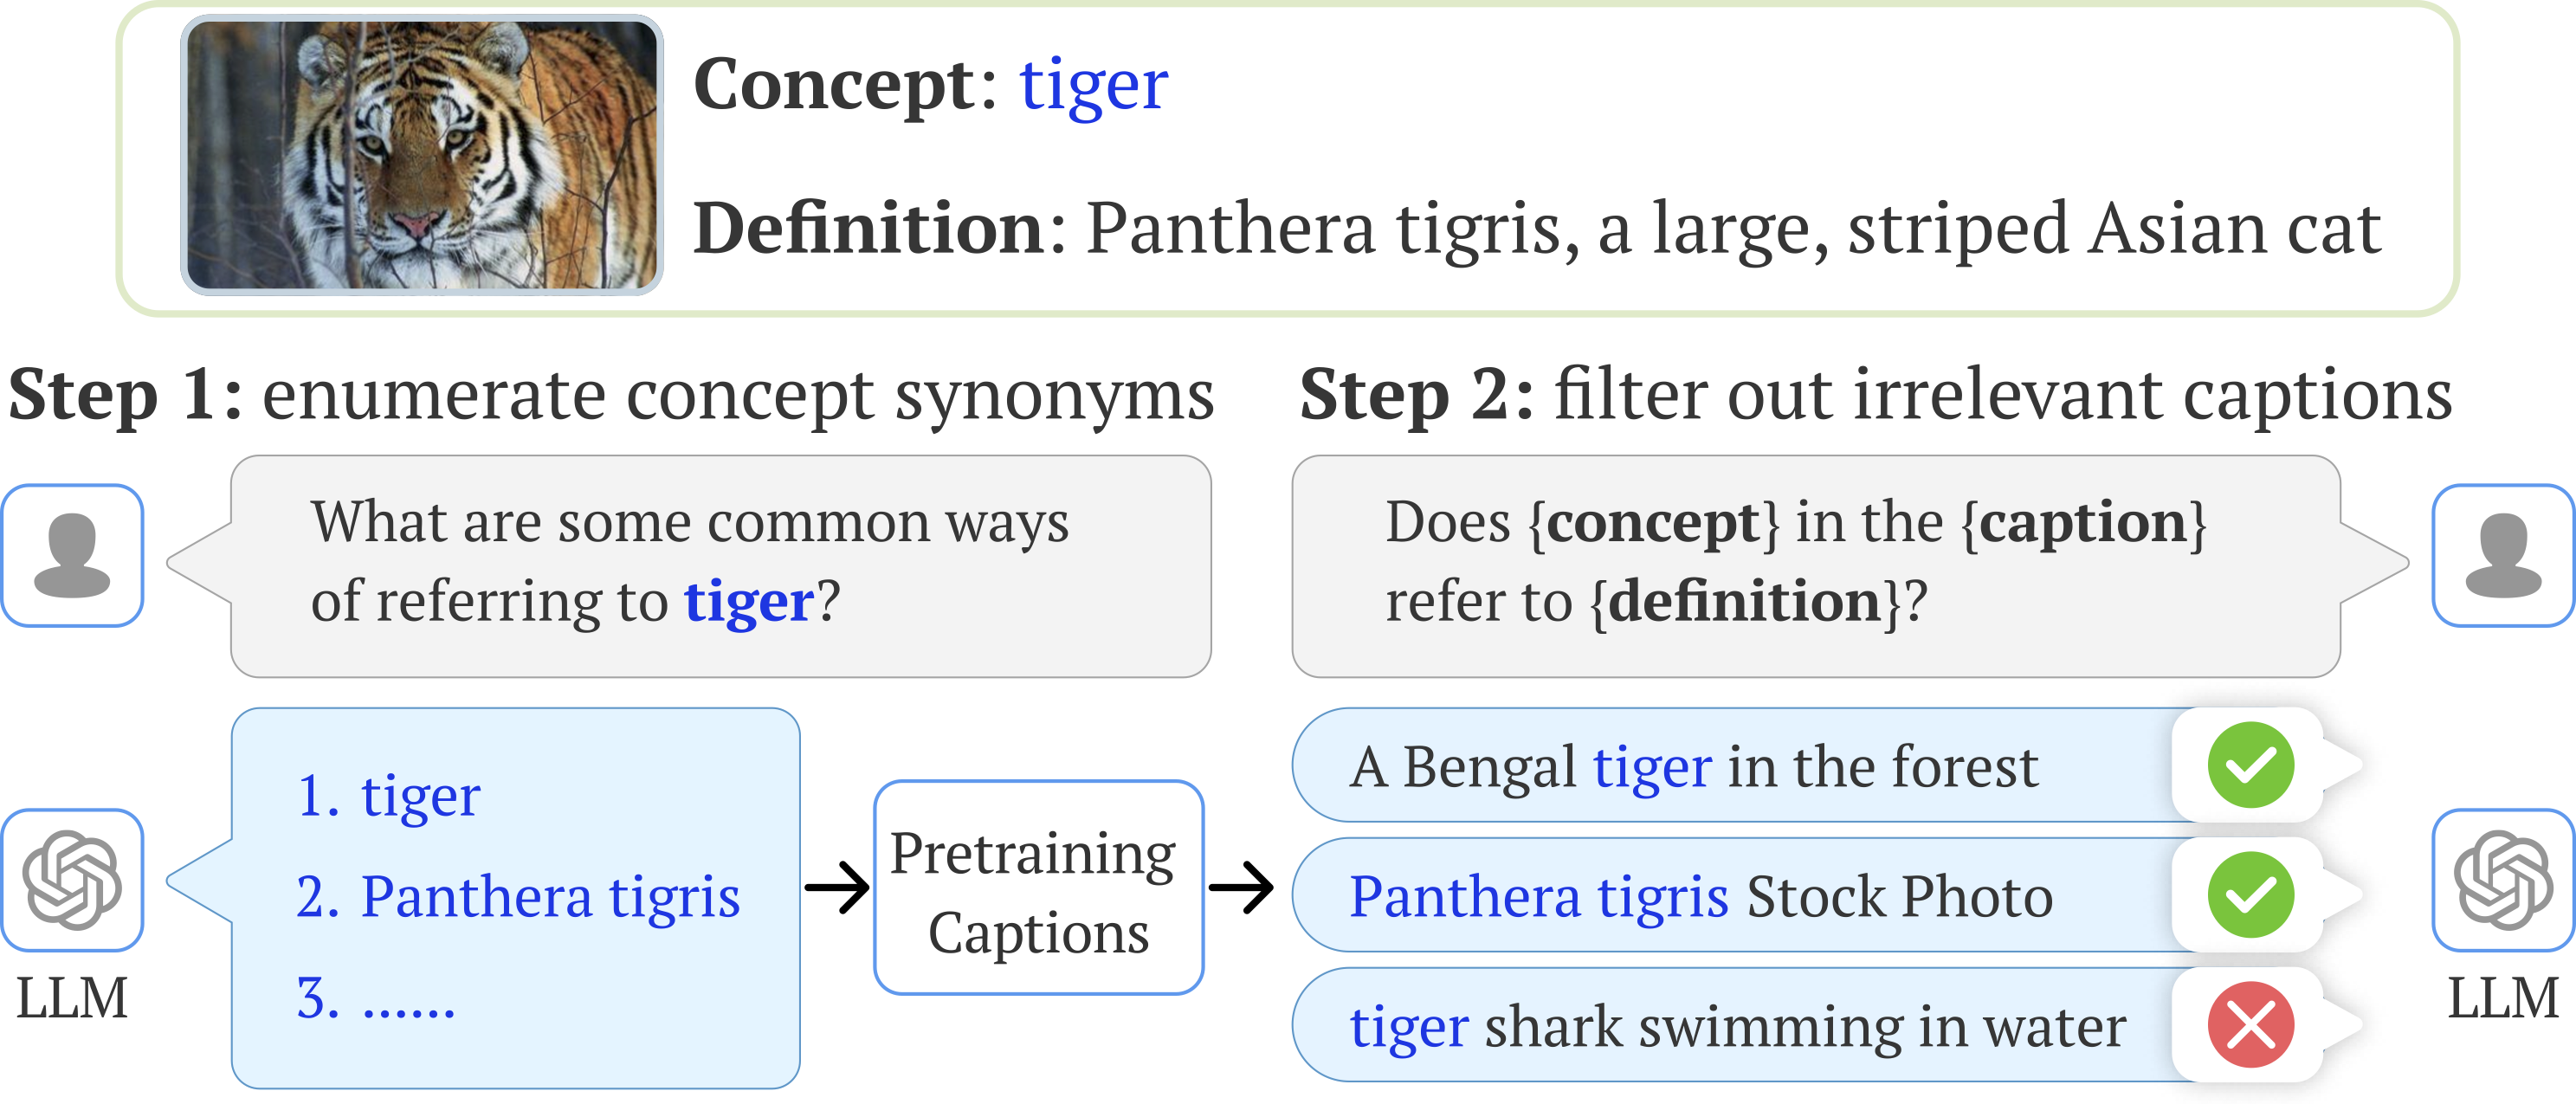 Concept: tiger
Definition: Panthera tigris, a large, striped Asian cat
Step 1: enumerate concept synonyms
What are some common ways
of referring to tiger?
1. tiger
2. Panthera tigris
3. ......
LLM
Pretraining
Captions
Step 2: filter out irrelevant captions
Does {concept} in the {caption}
refer to {definition}?
A Bengal tiger in the forest
Panthera tigris Stock Photo
tiger shark swimming in water
LLM